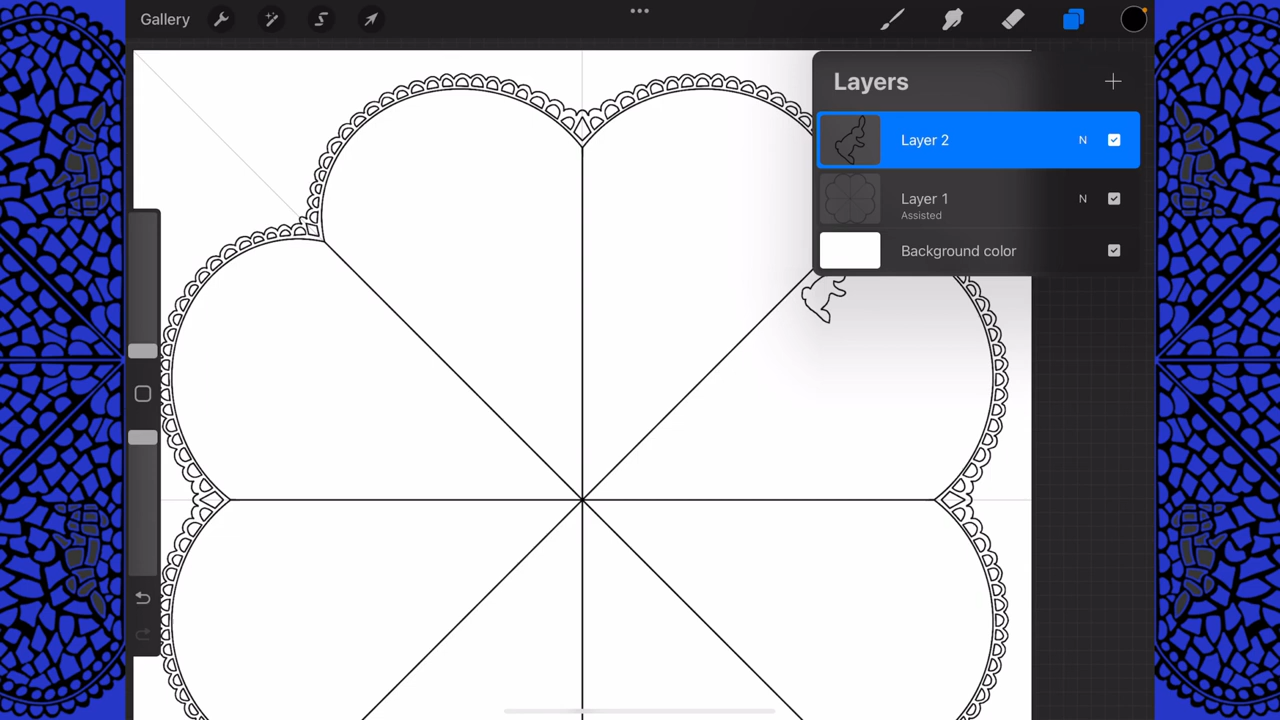 Gallery
Layers
Layer 2 N
Layer 1 N
Assisted
Background color